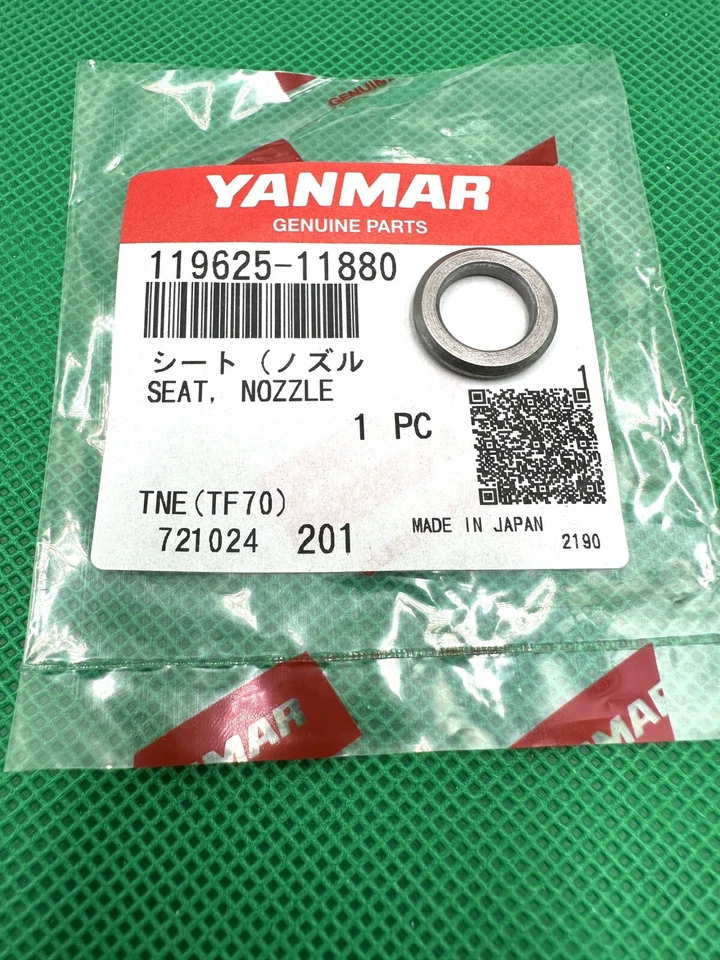 GENUINE
YANMAR
GENUINE PARTS
119625-11880
シート (ノズル
SEAT, NOZZLE
1
1 PC
TNE(TF70)
721024 201
MADE IN JAPAN
2190